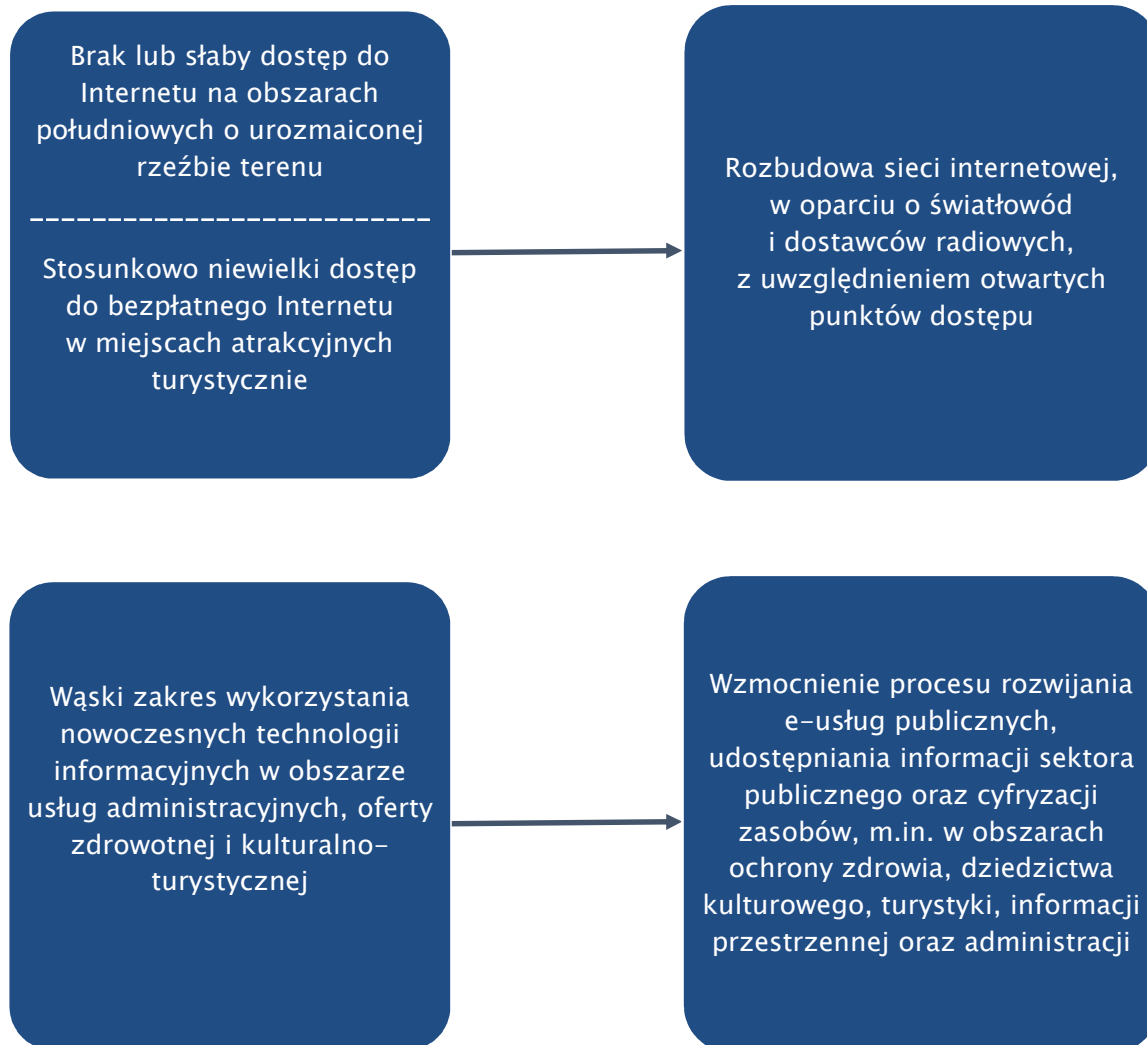 Brak lub słaby dostęp do
Internetu na obszarach
południowych o urozmaiconej
rzeźbie terenu
--------------------------
Stosunkowo niewielki dostęp
do bezpłatnego Internetu
w miejscach atrakcyjnych
turystycznie
Rozbudowa sieci internetowej,
w oparciu o światłowód
i dostawców radiowych,
z uwzględnieniem otwartych
punktów dostępu
Wąski zakres wykorzystania
nowoczesnych technologii
informacyjnych w obszarze
usług administracyjnych, oferty
zdrowotnej i kulturalno-
turystycznej
Wzmocnienie procesu rozwijania
e-usług publicznych,
udostępniania informacji sektora
publicznego oraz cyfryzacji
zasobów, m.in. w obszarach
ochrony zdrowia, dziedzictwa
kulturowego, turystyki, informacji
przestrzennej oraz administracji